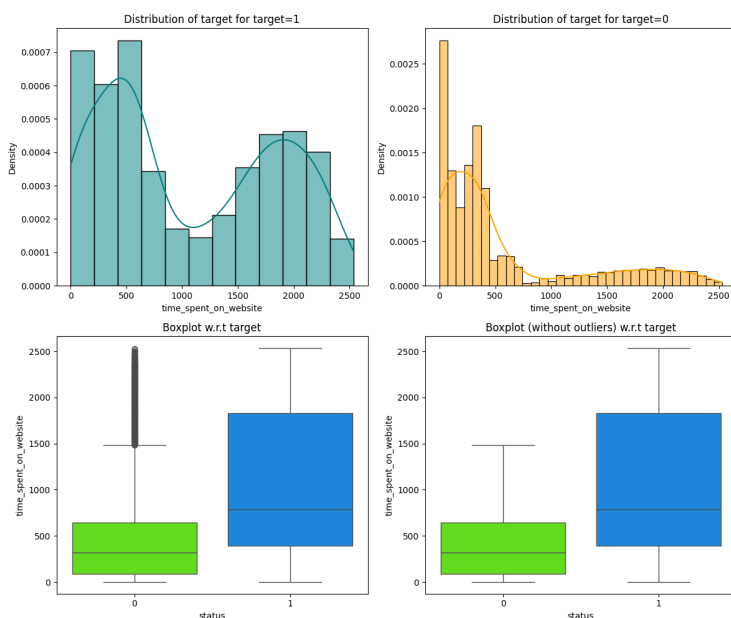 Distribution of target for target=1
0.0007
0.0006
0.0005
0.0004
0.0003
0.0002
0.0001
0.0000
Density
0 500 1000 1500 2000 2500
time_spent_on_website
Distribution of target for target=0
0.0025
0.0020
0.0015
0.0010
0.0005
0.0000
Density
0 500 1000 1500 2000 2500
time_spent_on_website
Boxplot w.r.t target
2500
2000
1500
1000
500
0
time_spent_on_website
0 1
status
Boxplot (without outliers) w.r.t target
2500
2000
1500
1000
500
0
time_spent_on_website
0 1
status